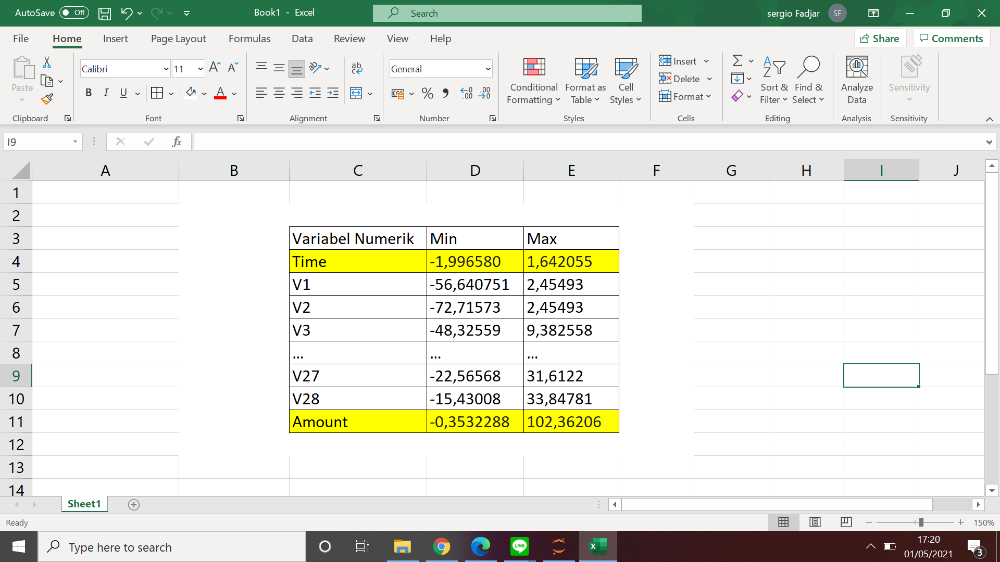 AutoSave Off Book1 - Excel Search sergio Fadjar SF
File Home Insert Page Layout Formulas Data Review View Help Share Comments
Paste Calibri 11 General Conditional Formatting Format as Table Cell Styles Insert Delete Format Sort & Filter Find & Select Analyze Data Sensitivity
B I U
Clipboard Font Alignment Number Styles Cells Editing Analysis Sensitivity
I9 fx
A B C D E F G H I J
1
2
3 Variabel Numerik Min Max
4 Time -1,996580 1,642055
5 V1 -56,640751 2,45493
6 V2 -72,71573 2,45493
7 V3 -48,32559 9,382558
8 ... ... ...
9 V27 -22,56568 31,6122
10 V28 -15,43008 33,84781
11 Amount -0,3532288 102,36206
12
13
14
Sheet1
Ready 150%
Type here to search LINE 17:20
01/05/2021 3